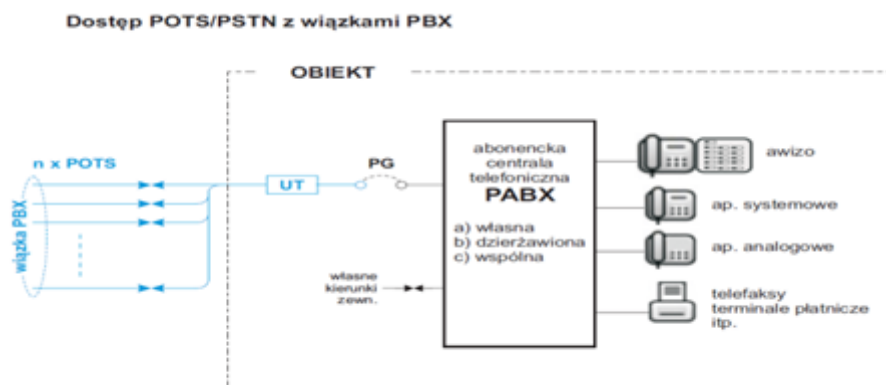 Dostęp POTS/PSTN z wiązkami PBX
OBIEKT
n x POTS
wiązka PBX
UT
PG
abonencka
centrala
telefoniczna
PABX
a) własna
b) dzierżawiona
c) wspólna
własne
kierunki
zewn.
awizo
ap. systemowe
ap. analogowe
telefaksy
terminale płatnicze
itp.